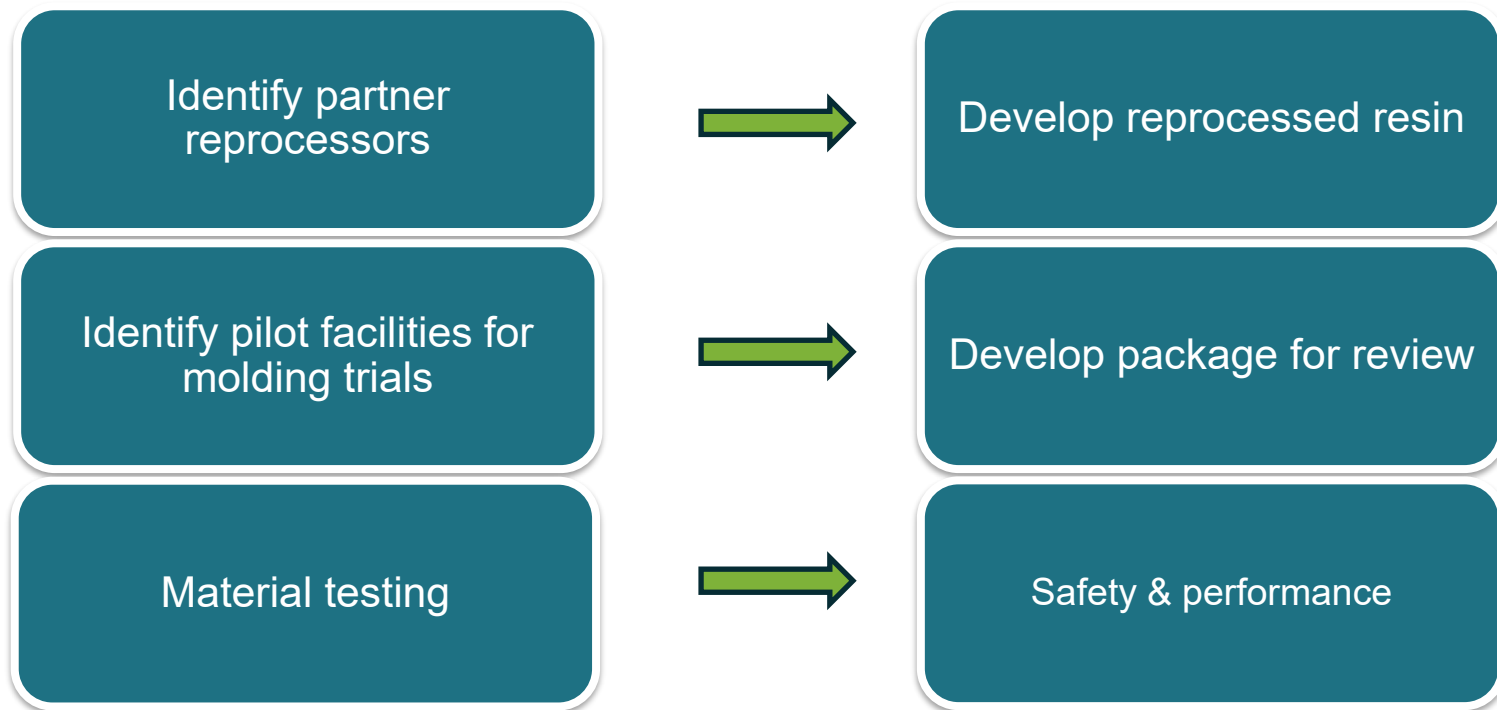 Identify partner
reprocessors
Develop reprocessed resin
Identify pilot facilities for
molding trials
Develop package for review
Material testing
Safety & performance